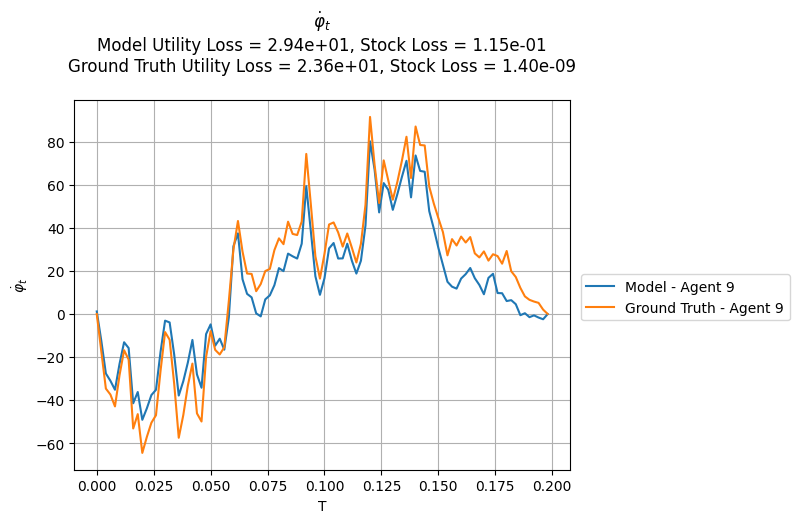 φ̇ₜ
Model Utility Loss = 2.94e+01, Stock Loss = 1.15e-01
Ground Truth Utility Loss = 2.36e+01, Stock Loss = 1.40e-09
φ̇ₜ
80
60
40
20
0
−20
−40
−60
0.000
0.025
0.050
0.075
0.100
0.125
0.150
0.175
0.200
T
Model - Agent 9
Ground Truth - Agent 9